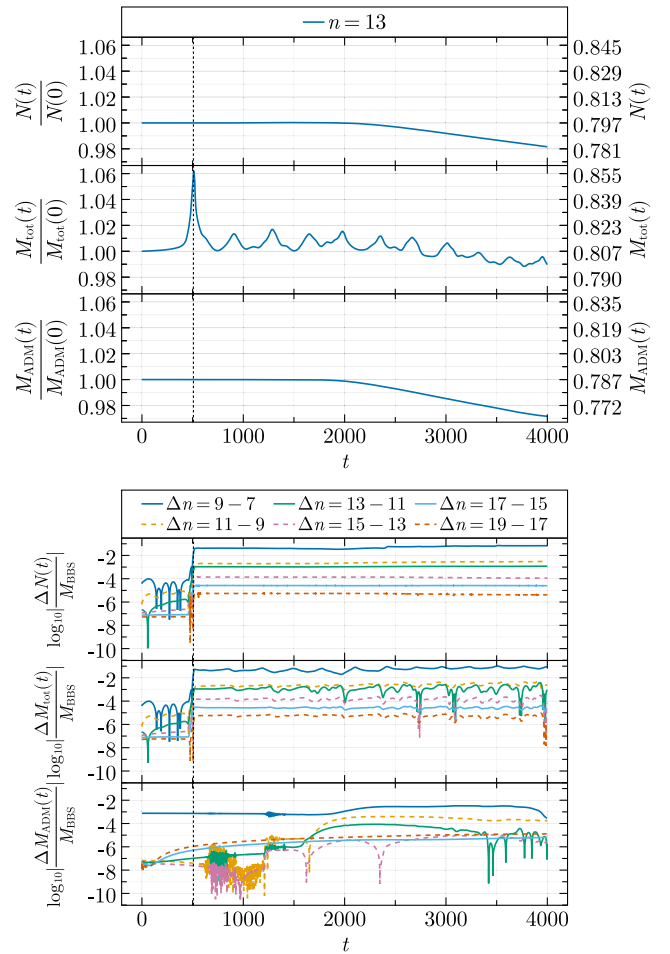 n = 13
1.06 0.845
1.04 0.829
1.02 0.813
1.00 0.797
0.98 0.781
N(t)/N(0) N(t)
1.06 0.855
1.04 0.839
1.02 0.823
1.00 0.807
0.98 0.790
M_tot(t)/M_tot(0) M_tot(t)
1.06 0.835
1.04 0.819
1.02 0.803
1.00 0.787
0.98 0.772
M_ADM(t)/M_ADM(0) M_ADM(t)
0 1000 2000 3000 4000
t
Δn = 9 − 7 Δn = 13 − 11 Δn = 17 − 15
Δn = 11 − 9 Δn = 15 − 13 Δn = 19 − 17
-2
-4
-6
-8
-10
log₁₀|ΔN(t)/M_BBS|
-2
-4
-6
-8
-10
log₁₀|ΔM_tot(t)/M_BBS|
-2
-4
-6
-8
-10
log₁₀|ΔM_ADM(t)/M_BBS|
0 1000 2000 3000 4000
t